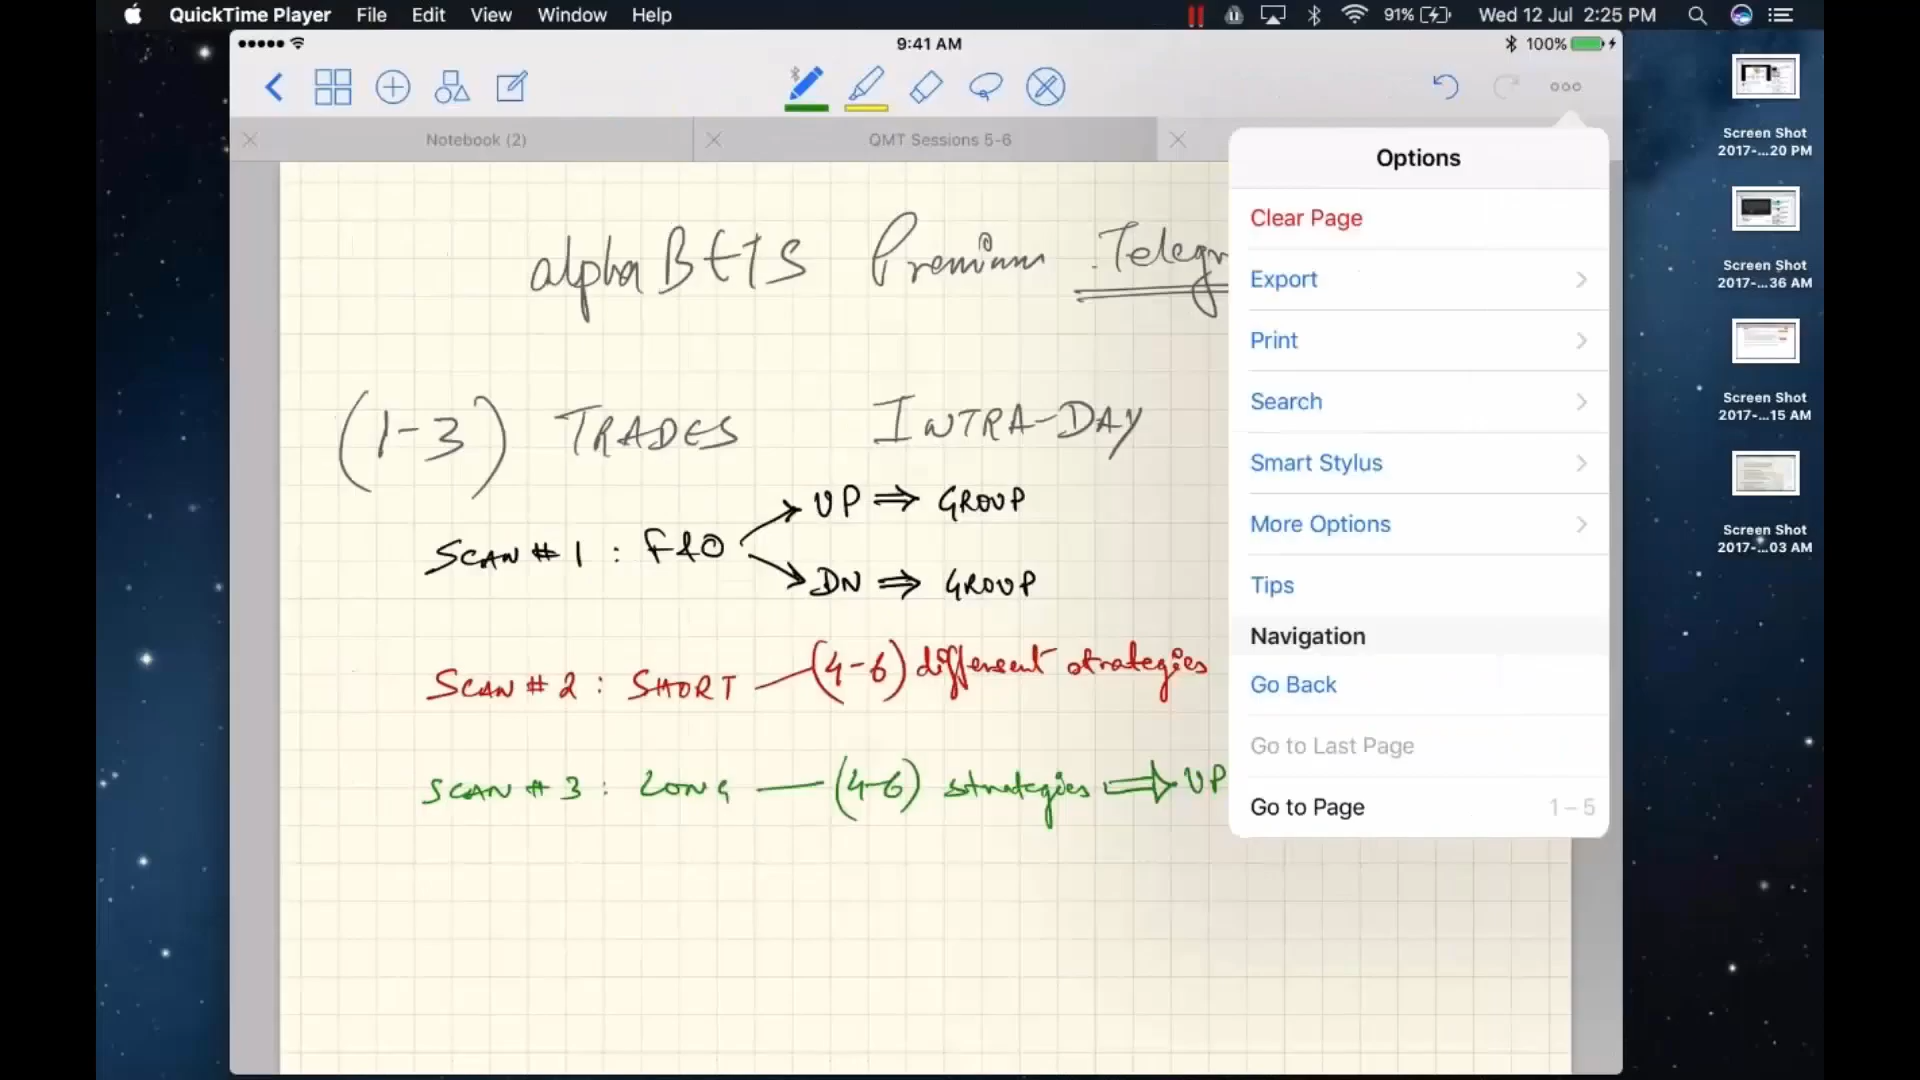 QuickTime Player File Edit View Window Help 91% Wed 12 Jul 2:25 PM
9:41 AM 100%
Notebook (2) QMT Sessions 5-6
alphaBETS Premium Telegr
(1-3) TRADES INTRA-DAY
SCAN # 1 : F&O
UP ⇒ GROUP
DN ⇒ GROUP
SCAN # 2 : SHORT — (4-6) different strategies
SCAN # 3 : LONG — (4-6) strategies ⇒ UP
Options
Clear Page
Export
Print
Search
Smart Stylus
More Options
Tips
Navigation
Go Back
Go to Last Page
Go to Page 1 – 5
Screen Shot
2017-...20 PM
Screen Shot
2017-...36 AM
Screen Shot
2017-...15 AM
Screen Shot
2017-...03 AM